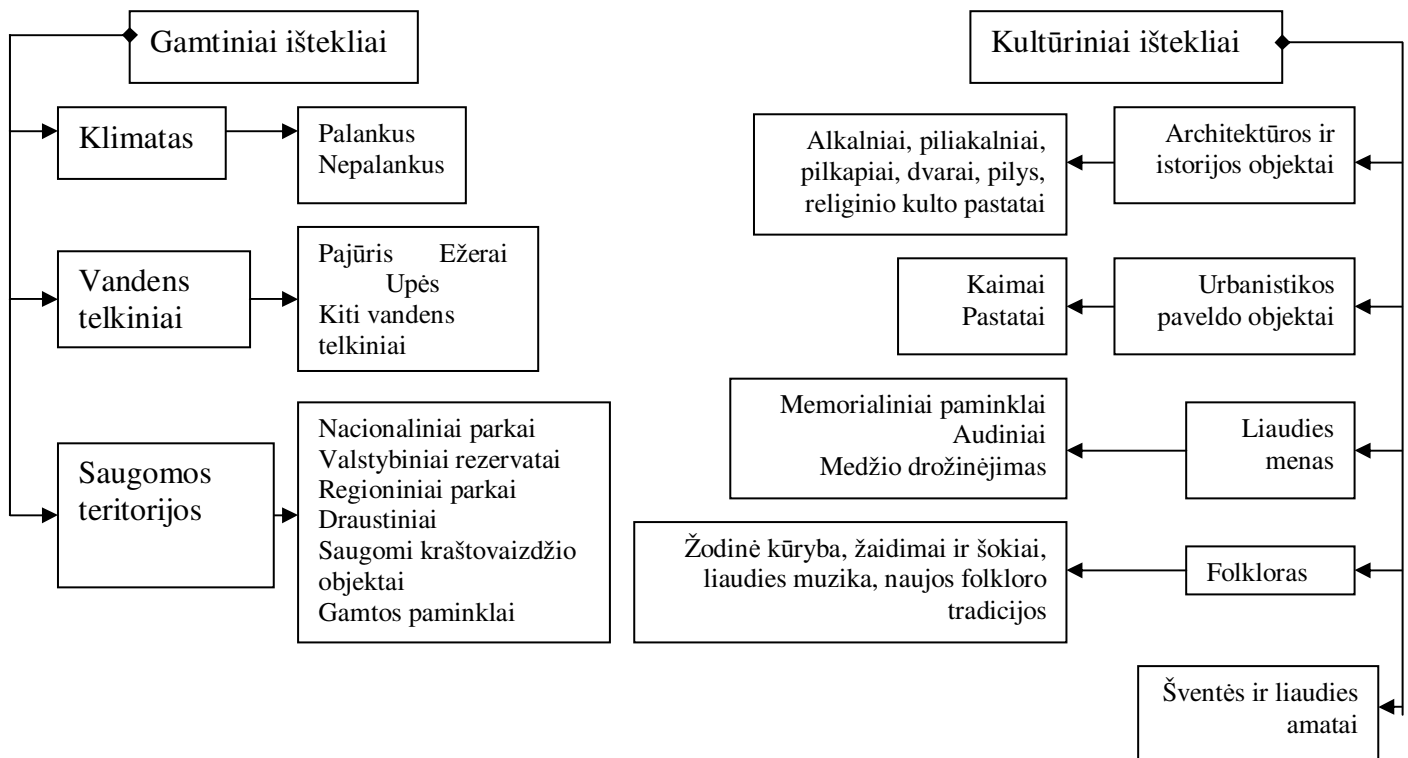 Gamtiniai ištekliai
Klimatas
Palankus
Nepalankus
Vandens
telkiniai
Pajūris Ežerai
Upės
Kiti vandens
telkiniai
Saugomos
teritorijos
Nacionaliniai parkai
Valstybiniai rezervatai
Regioniniai parkai
Draustiniai
Saugomi kraštovaizdžio
objektai
Gamtos paminklai
Kultūriniai ištekliai
Architektūros ir
istorijos objektai
Alkalniai, piliakalniai,
pilkapiai, dvarai, pilys,
religinio kulto pastatai
Urbanistikos
paveldo objektai
Kaimai
Pastatai
Liaudies
menas
Memorialiniai paminklai
Audiniai
Medžio drožinėjimas
Folkloras
Žodinė kūryba, žaidimai ir šokiai,
liaudies muzika, naujos folkloro
tradicijos
Šventės ir liaudies
amatai